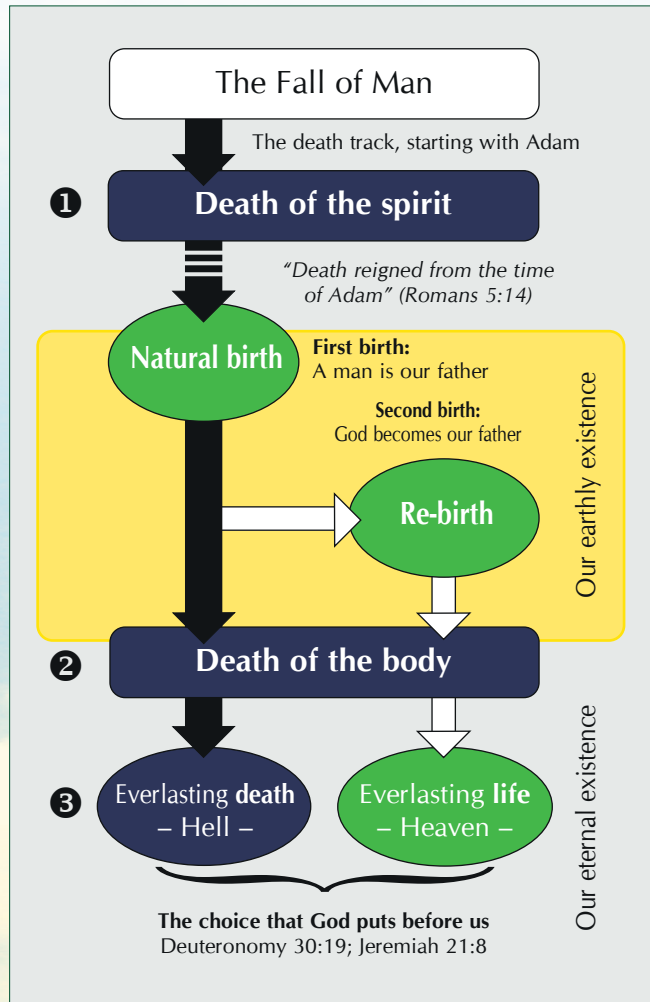 The Fall of Man
The death track, starting with Adam
❶
Death of the spirit
“Death reigned from the time
of Adam” (Romans 5:14)
Natural birth
First birth:
A man is our father
Second birth:
God becomes our father
Re-birth
Our earthly existence
❷
Death of the body
❸
Everlasting death
– Hell –
Everlasting life
– Heaven –
Our eternal existence
The choice that God puts before us
Deuteronomy 30:19; Jeremiah 21:8